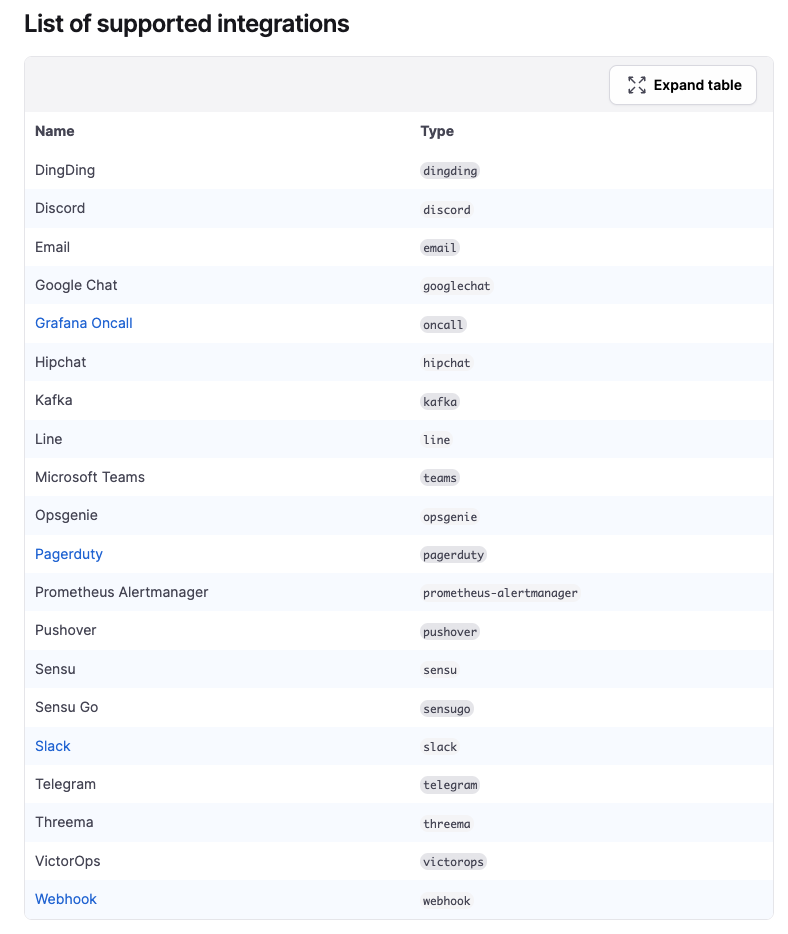 List of supported integrations
Expand table
Name Type
DingDing dingding
Discord discord
Email email
Google Chat googlechat
Grafana Oncall oncall
Hipchat hipchat
Kafka kafka
Line line
Microsoft Teams teams
Opsgenie opsgenie
Pagerduty pagerduty
Prometheus Alertmanager prometheus-alertmanager
Pushover pushover
Sensu sensu
Sensu Go sensugo
Slack slack
Telegram telegram
Threema threema
VictorOps victorops
Webhook webhook